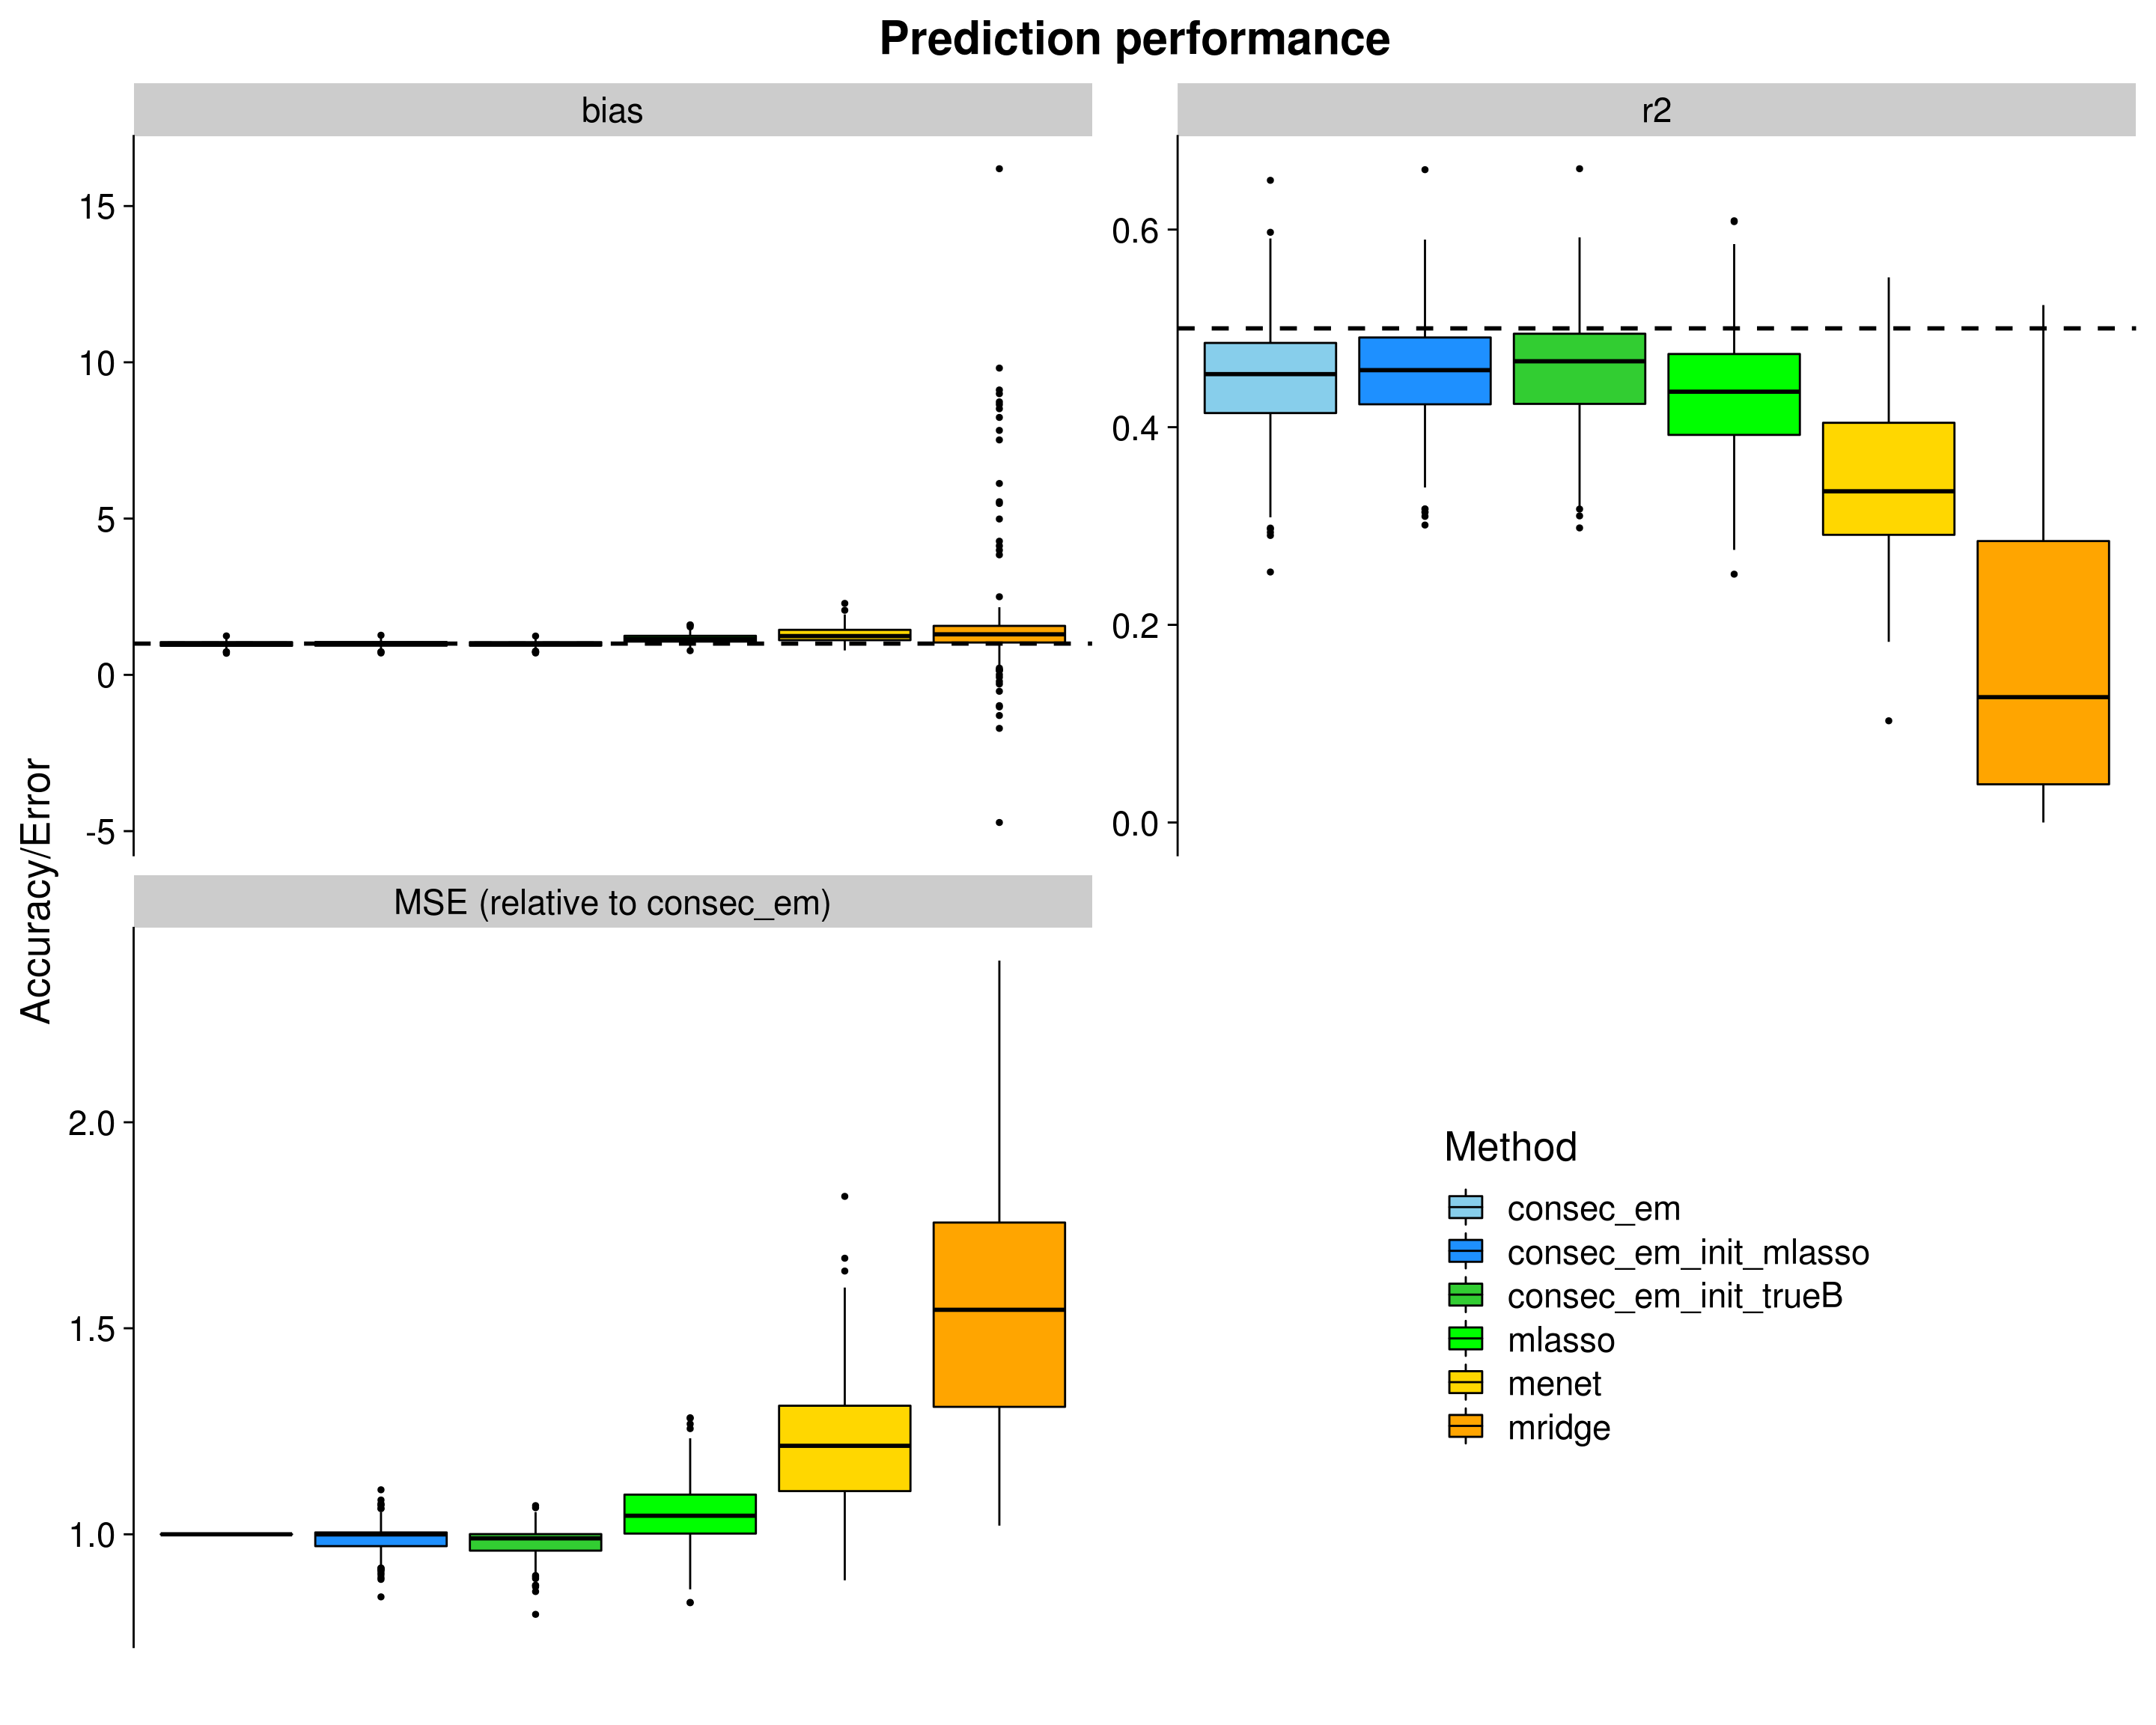 Prediction performance
bias
r2
15
10
5
0
-5
0.6
0.4
0.2
0.0
Accuracy/Error
MSE (relative to consec_em)
2.0
1.5
1.0
Method
consec_em
consec_em_init_mlasso
consec_em_init_trueB
mlasso
menet
mridge